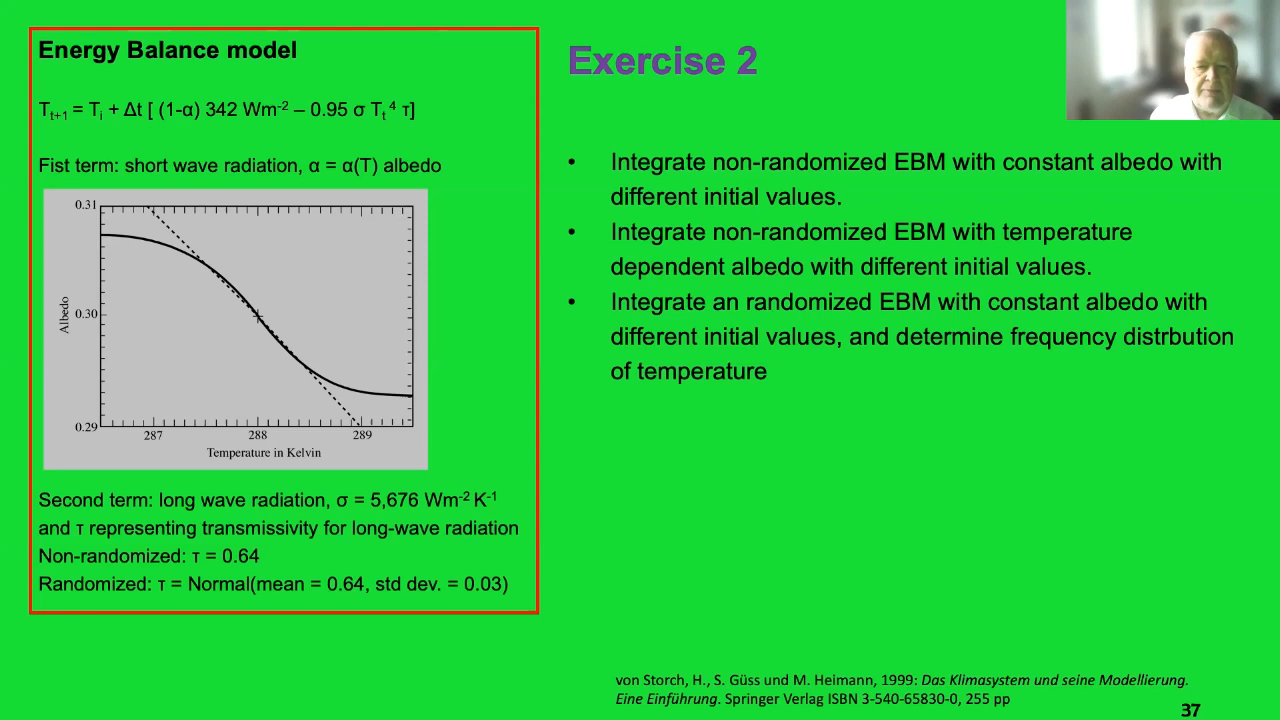 Energy Balance model
T_{t+1} = T_i + Δt [ (1-α) 342 Wm^{-2} – 0.95 σ T_t^4 τ]
Fist term: short wave radiation, α = α(T) albedo
0.31
0.30
0.29
Albedo
287 288 289
Temperature in Kelvin
Second term: long wave radiation, σ = 5,676 Wm^{-2} K^{-1}
and τ representing transmissivity for long-wave radiation
Non-randomized: τ = 0.64
Randomized: τ = Normal(mean = 0.64, std dev. = 0.03)
Exercise 2
• Integrate non-randomized EBM with constant albedo with
different initial values.
• Integrate non-randomized EBM with temperature
dependent albedo with different initial values.
• Integrate an randomized EBM with constant albedo with
different initial values, and determine frequency distrbution
of temperature
von Storch, H., S. Güss und M. Heimann, 1999: Das Klimasystem und seine Modellierung.
Eine Einführung. Springer Verlag ISBN 3-540-65830-0, 255 pp
37